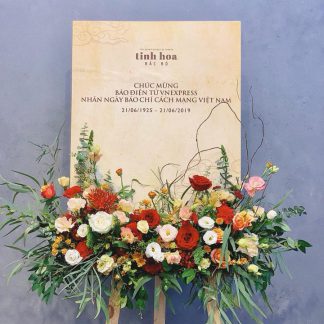 tinh hoa
BẮC BỘ
CHÚC MỪNG
BÁO ĐIỆN TỬ VNEXPRESS
NHÂN NGÀY BÁO CHÍ CÁCH MẠNG VIỆT NAM
21/06/1925 - 21/06/2019